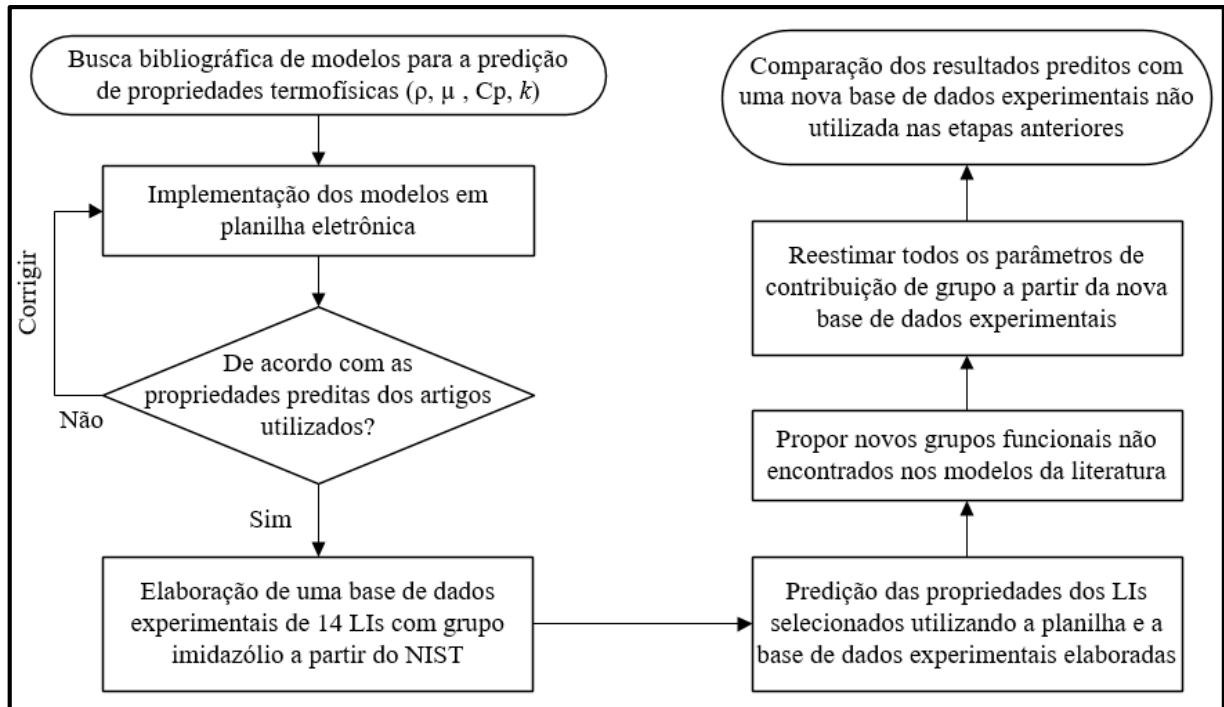 Busca bibliográfica de modelos para a predição
de propriedades termofísicas (ρ, μ , Cp, k)
Implementação dos modelos em
planilha eletrônica
Corrigir
De acordo com as
propriedades preditas dos artigos
utilizados?
Não
Sim
Elaboração de uma base de dados
experimentais de 14 LIs com grupo
imidazólio a partir do NIST
Predição das propriedades dos LIs
selecionados utilizando a planilha e a
base de dados experimentais elaboradas
Propor novos grupos funcionais não
encontrados nos modelos da literatura
Reestimar todos os parâmetros de
contribuição de grupo a partir da nova
base de dados experimentais
Comparação dos resultados preditos com
uma nova base de dados experimentais não
utilizada nas etapas anteriores